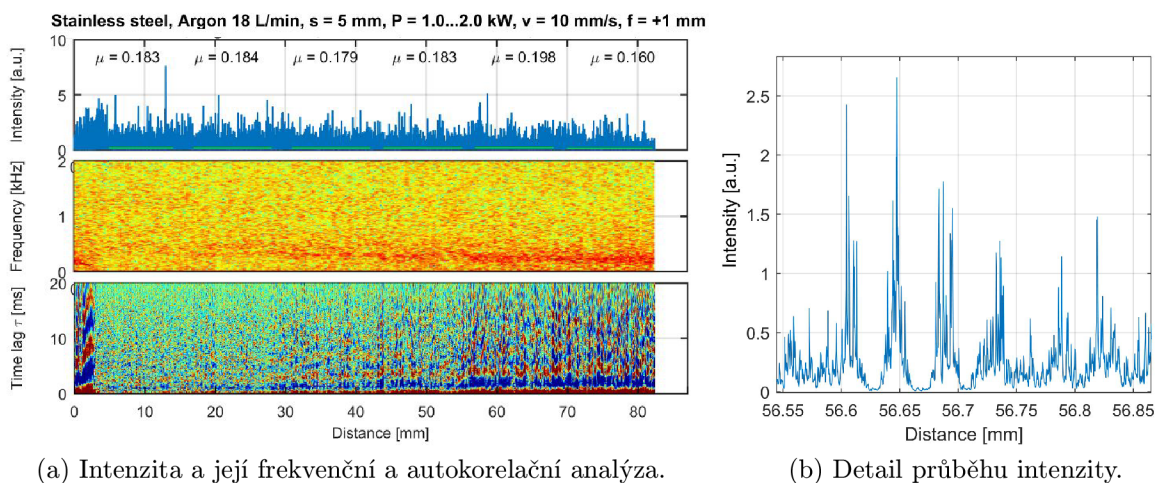 Stainless steel, Argon 18 L/min, s = 5 mm, P = 1.0...2.0 kW, v = 10 mm/s, f = +1 mm
Intensity [a.u.]
10
5
0
μ = 0.183 μ = 0.184 μ = 0.179 μ = 0.183 μ = 0.198 μ = 0.160
Frequency [kHz]
2
1
0
Time lag τ [ms]
20
10
0
0 10 20 30 40 50 60 70 80
Distance [mm]
(a) Intenzita a její frekvenční a autokorelační analýza.
Intensity [a.u.]
2.5
2
1.5
1
0.5
0
56.55 56.6 56.65 56.7 56.75 56.8 56.85
Distance [mm]
(b) Detail průběhu intenzity.